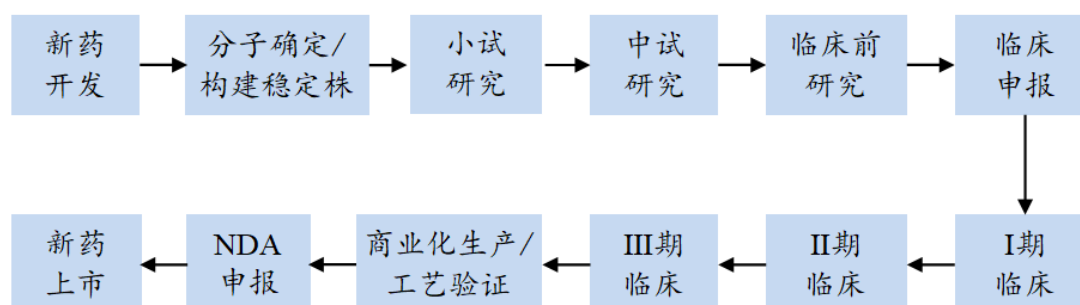 新药
开发
分子确定/
构建稳定株
小试
研究
中试
研究
临床前
研究
临床
申报
I期
临床
II期
临床
III期
临床
商业化生产/
工艺验证
NDA
申报
新药
上市